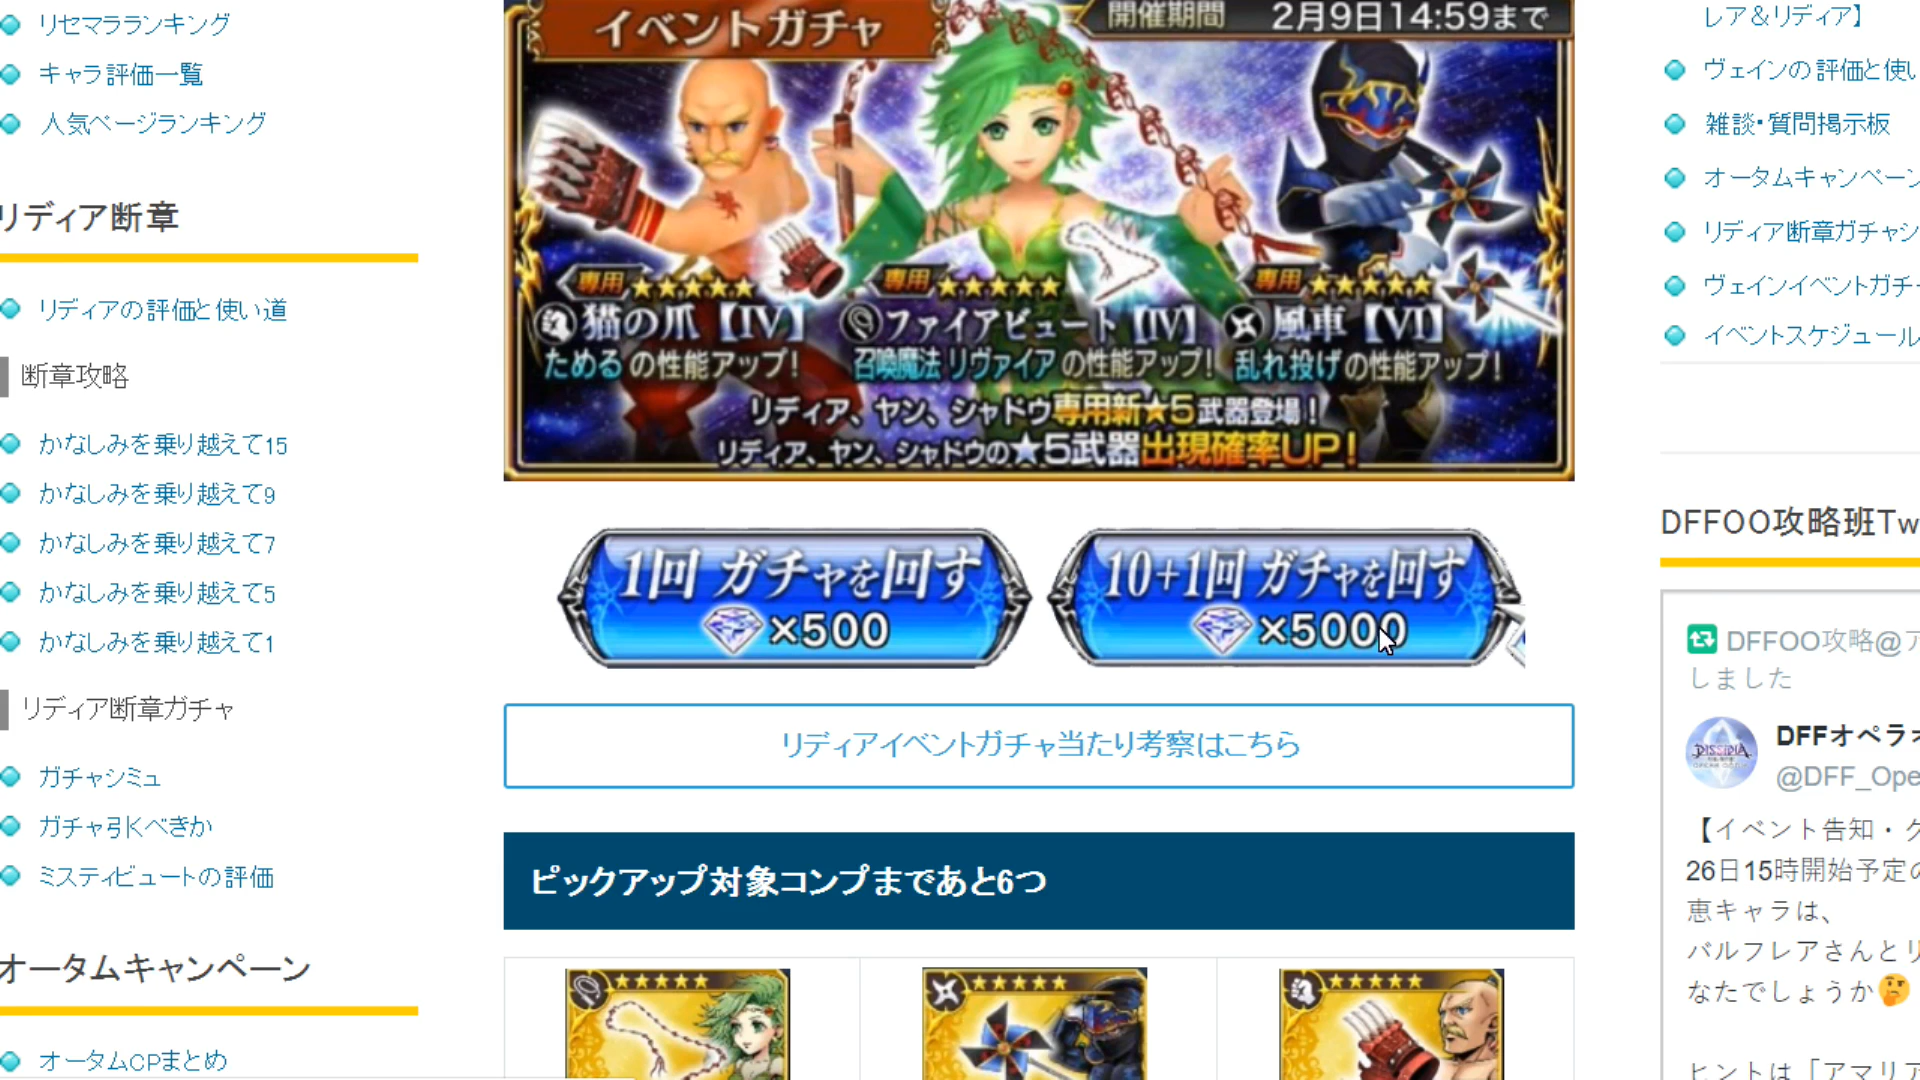 リセマラランキング
キャラ評価一覧
人気ページランキング
リディア断章
リディアの評価と使い道
断章攻略
かなしみを乗り越えて15
かなしみを乗り越えて9
かなしみを乗り越えて7
かなしみを乗り越えて5
かなしみを乗り越えて1
リディア断章ガチャ
ガチャシミュ
ガチャ引くべきか
ミスティビュートの評価
オータムキャンペーン
オータムCPまとめ
イベントガチャ
開催期間 2月9日14:59まで
専用★★★★★
猫の爪【IV】
ためるの性能アップ!
専用★★★★★
ファイアビュート【IV】
召喚魔法 リヴァイアの性能アップ!
専用★★★★★
風車【VI】
乱れ投げの性能アップ!
リディア、ヤン、シャドウ専用新★5武器登場!
リディア、ヤン、シャドウの★5武器出現確率UP!
1回 ガチャを回す
×500
10+1回 ガチャを回す
×5000
リディアイベントガチャ当たり考察はこちら
ピックアップ対象コンプまであと6つ
★★★★★
★★★★★
★★★★★
レア&リディア】
ヴェインの評価と使い
雑談・質問掲示板
オータムキャンペーン
リディア断章ガチャシ
ヴェインイベントガチャ
イベントスケジュール
DFFOO攻略班Tw
DFFOO攻略@ア
しました
DISSIDIA
DFFオペラオ
@DFF_Ope
【イベント告知・ク
26日15時開始予定の
恵キャラは、
バルフレアさんとリ
なたでしょうか🤔
ヒントは「アマリア